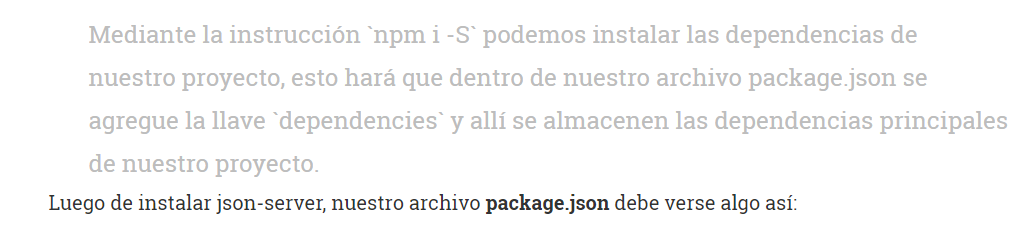 Mediante la instrucción `npm i -S` podemos instalar las dependencias de
nuestro proyecto, esto hará que dentro de nuestro archivo package.json se
agregue la llave `dependencies` y allí se almacenen las dependencias principales
de nuestro proyecto.
Luego de instalar json-server, nuestro archivo package.json debe verse algo así: